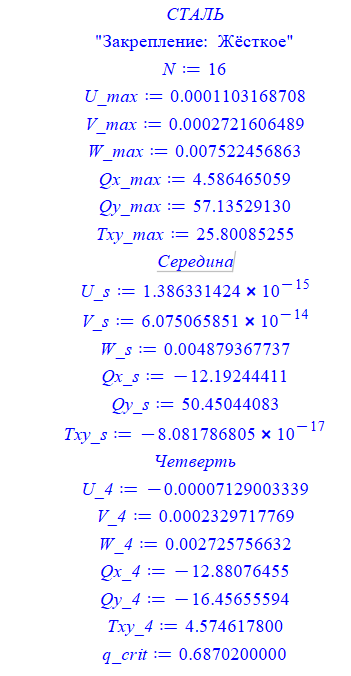 СТАЛЬ
"Закрепление: Жёсткое"
N := 16
U_max := 0.0001103168708
V_max := 0.0002721606489
W_max := 0.007522456863
Qx_max := 4.586465059
Qy_max := 57.13529130
Txy_max := 25.80085255
Середина
U_s := 1.386331424 × 10⁻¹⁵
V_s := 6.075065851 × 10⁻¹⁴
W_s := 0.004879367737
Qx_s := −12.19244411
Qy_s := 50.45044083
Txy_s := −8.081786805 × 10⁻¹⁷
Четверть
U_4 := −0.00007129003339
V_4 := 0.0002329717769
W_4 := 0.002725756632
Qx_4 := −12.88076455
Qy_4 := −16.45655594
Txy_4 := 4.574617800
q_crit := 0.6870200000